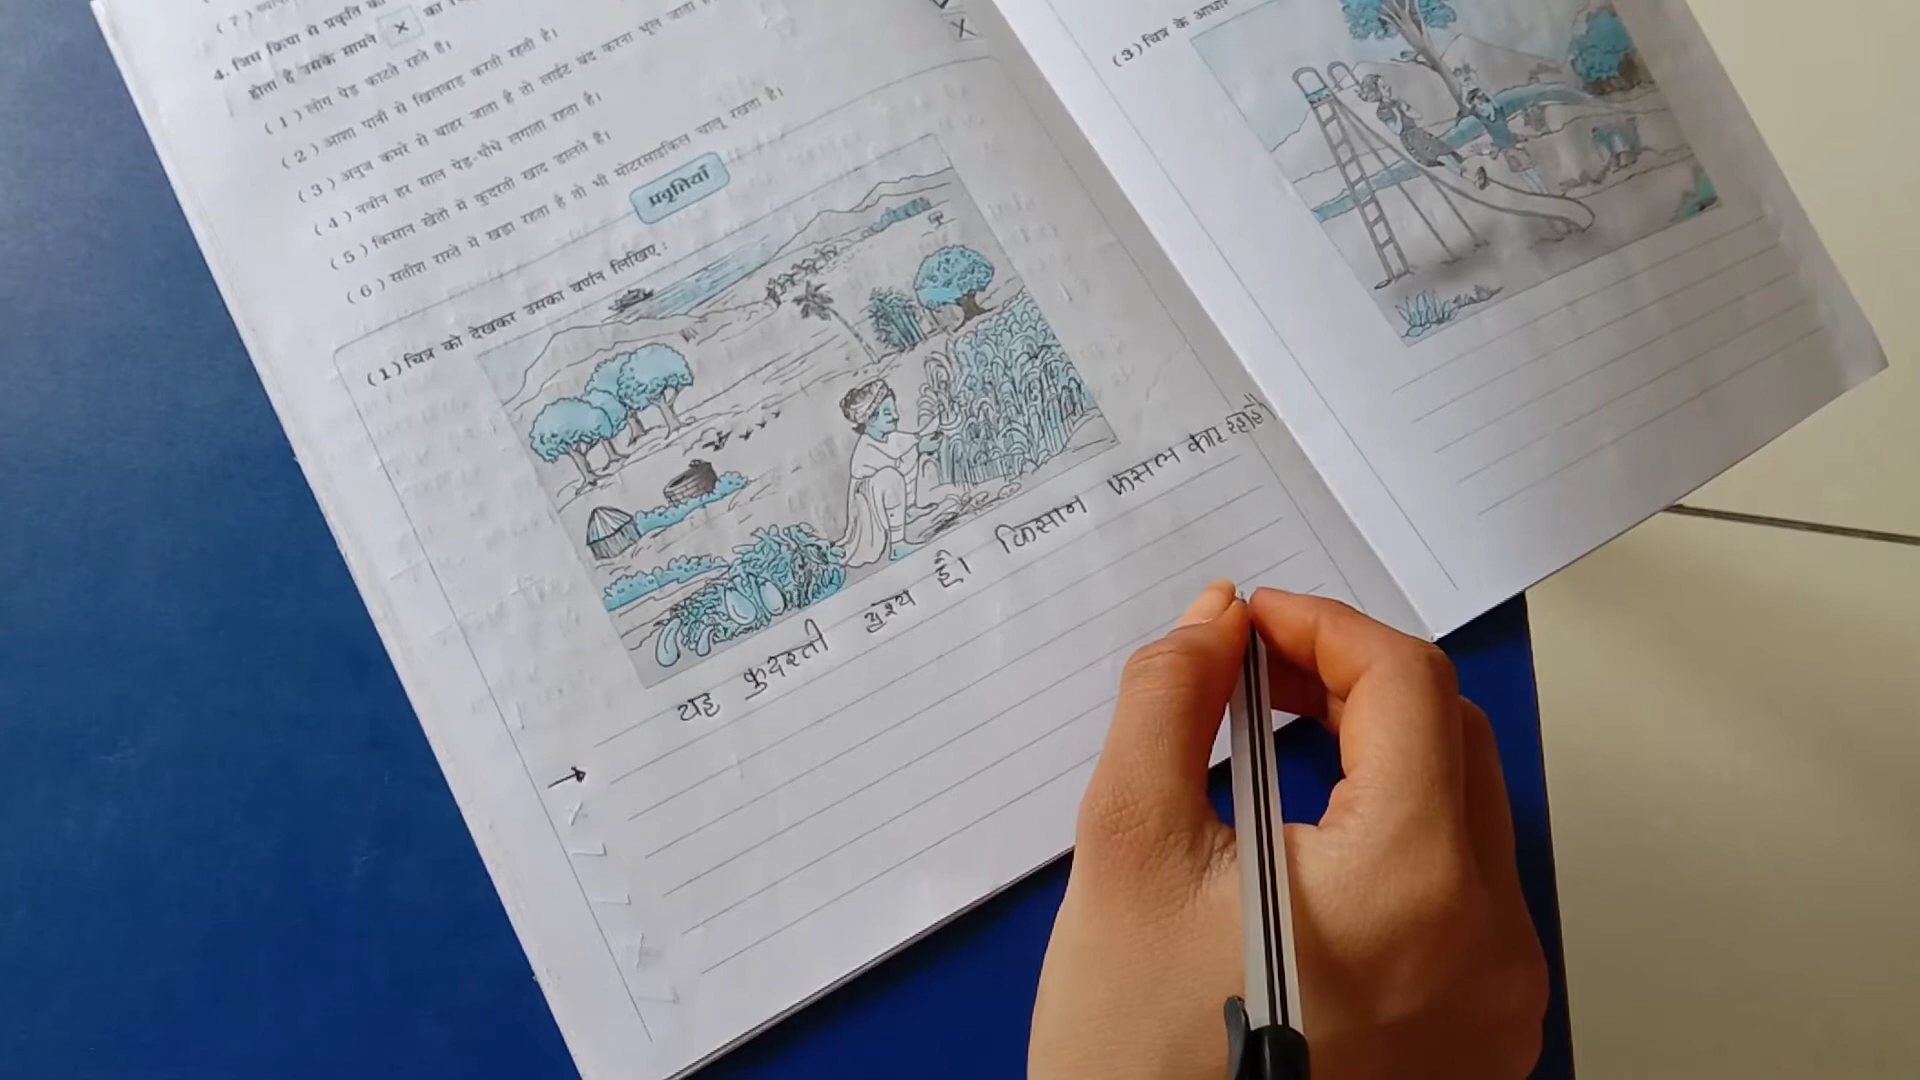 (7)
4. जिस क्रिया से प्रकृति का
होता है उसके सामने × का
(1) लोग पेड़ काटते रहते है।
(2) आशा पानी से खिलवाड करती रहती है।
(3) अनुज कमरे से बाहर जाता है तो लाईट बंद करना भूल जाता
(4) नवीन हर साल पेड़-पौधे लगाता रहता है।
(5) किसान खेतों में कुदरती खाद डालते हैं।
(6) सतीश रास्ते में खड़ा रहता है तो भी मोटरसाइकिल चालू रखता है।
×
प्रवृत्तियाँ
(1) चित्र को देखकर उसका वर्णन लिखिए :
यह कुदरती दृश्य है। किसान फसल काट रहा है
→
(3) चित्र के आधार